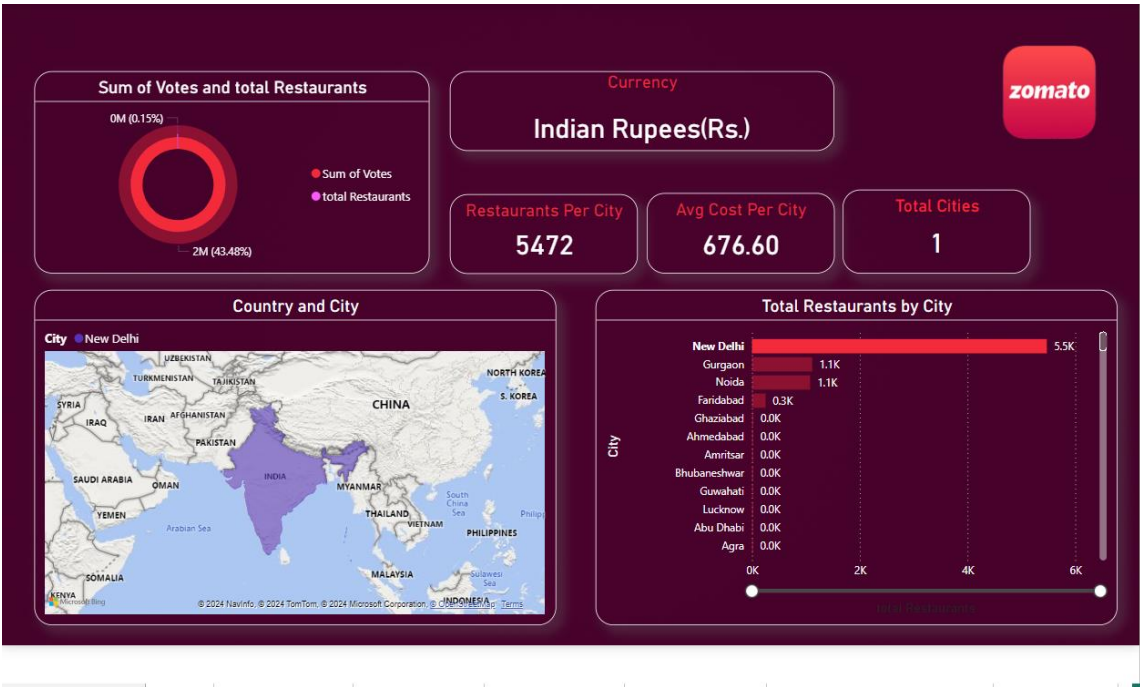 Sum of Votes and total Restaurants
0M (0.15%)
Sum of Votes
total Restaurants
2M (43.48%)
Currency
Indian Rupees(Rs.)
zomato
Restaurants Per City
5472
Avg Cost Per City
676.60
Total Cities
1
Country and City
City New Delhi
UZBEKISTAN
TURKMENISTAN
TAJIKISTAN
NORTH KOREA
S. KOREA
SYRIA
IRAQ
IRAN
AFGHANISTAN
CHINA
PAKISTAN
SAUDI ARABIA
OMAN
INDIA
MYANMAR
YEMEN
Arabian Sea
THAILAND
VIETNAM
South
China
Sea
Philipp
PHILIPPINES
SOMALIA
MALAYSIA
Sulawesi
Sea
KENYA
INDONESIA
Microsoft Bing
© 2024 NavInfo, © 2024 TomTom, © 2024 Microsoft Corporation, © OpenStreetMap Terms
Total Restaurants by City
City
New Delhi 5.5K
Gurgaon 1.1K
Noida 1.1K
Faridabad 0.3K
Ghaziabad 0.0K
Ahmedabad 0.0K
Amritsar 0.0K
Bhubaneshwar 0.0K
Guwahati 0.0K
Lucknow 0.0K
Abu Dhabi 0.0K
Agra 0.0K
0K 2K 4K 6K
total Restaurants